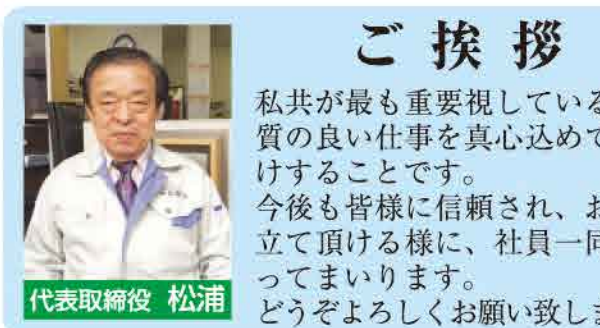 ご挨拶
私共が最も重要視している
質の良い仕事を真心込めて
けすることです。
今後も皆様に信頼され、お
立て頂ける様に、社員一同
ってまいります。
どうぞよろしくお願い致しま
代表取締役 松浦